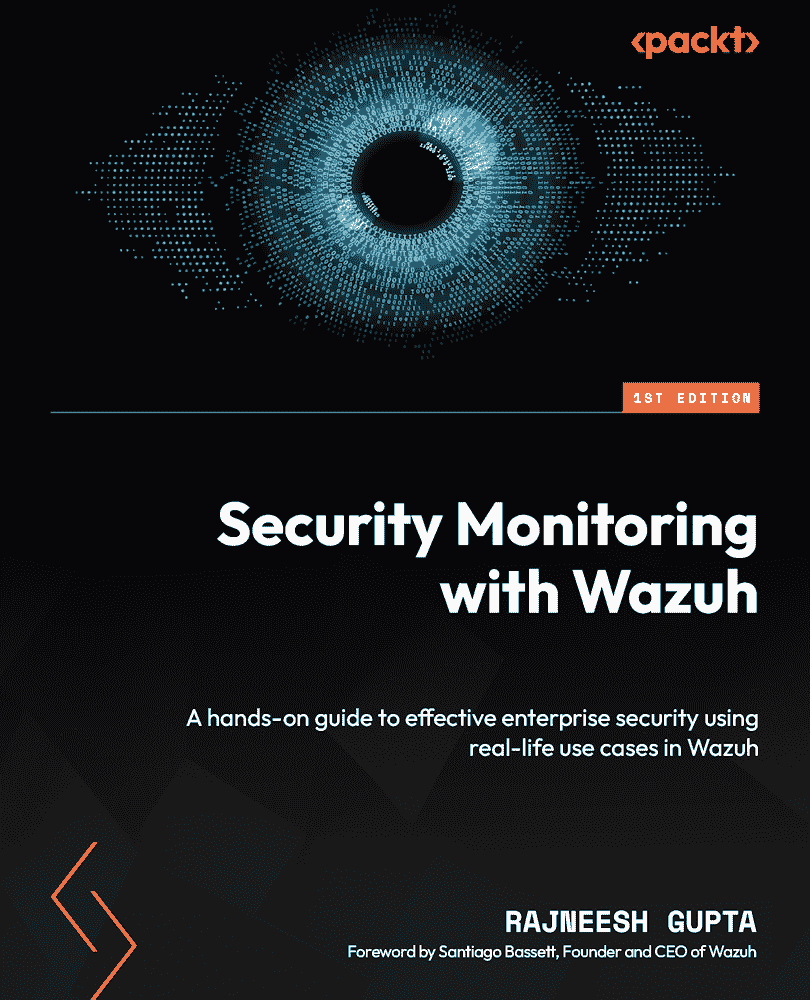 <packt>
1ST EDITION
Security Monitoring
with Wazuh
A hands-on guide to effective enterprise security using
real-life use cases in Wazuh
RAJNEESH GUPTA
Foreword by Santiago Bassett, Founder and CEO of Wazuh